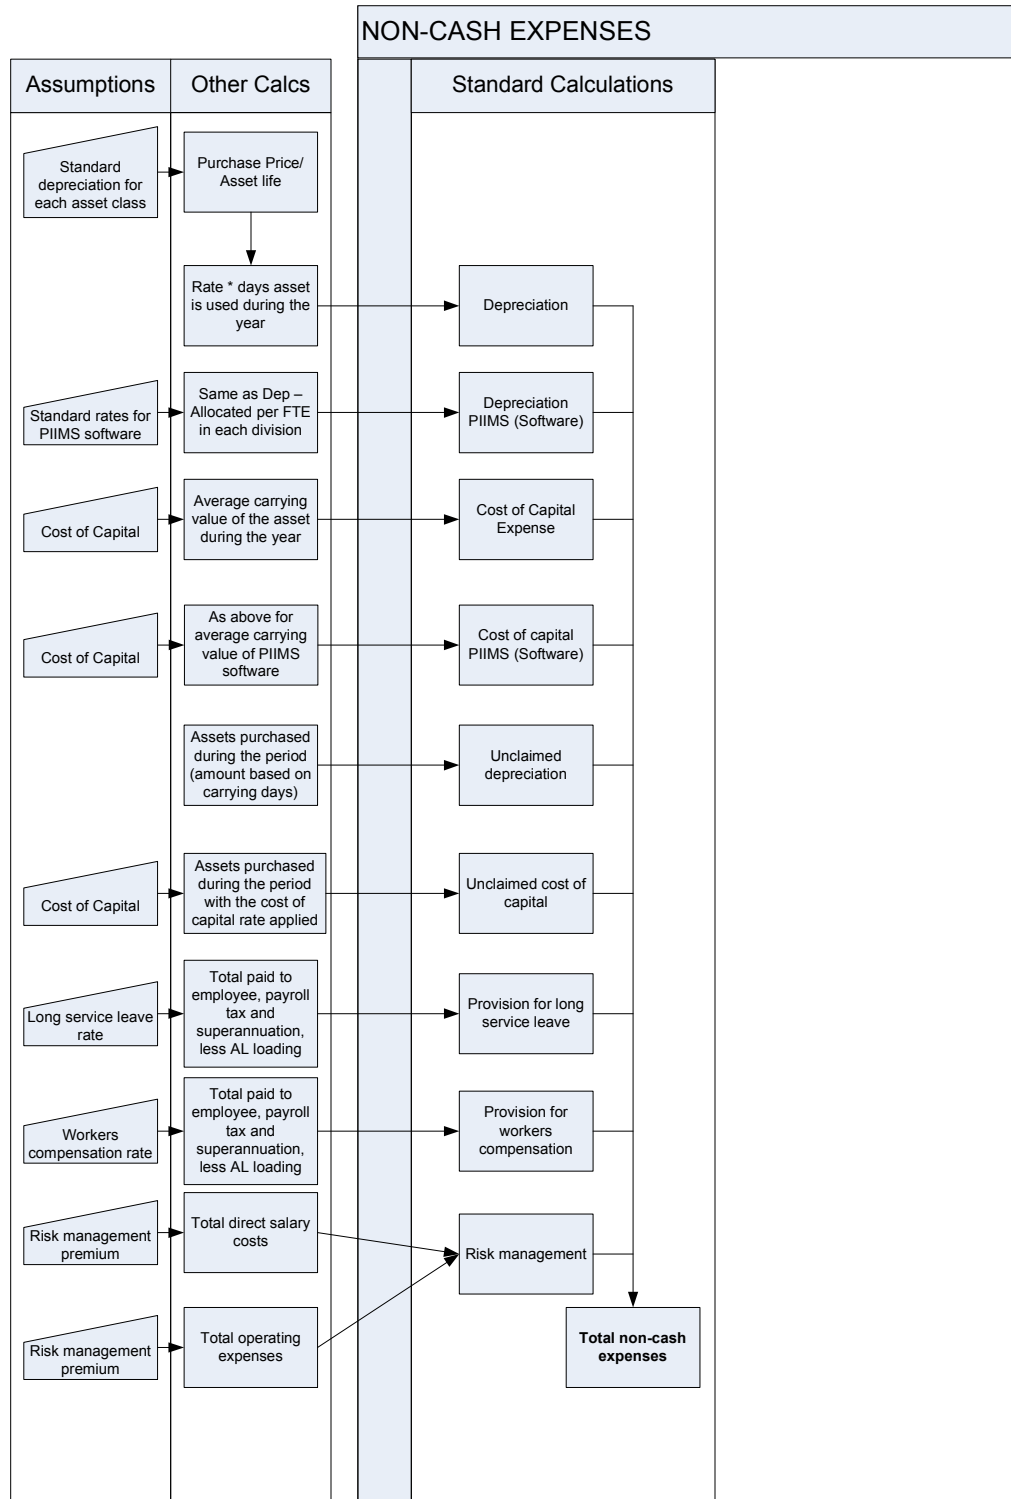 NON-CASH EXPENSES
Assumptions
Other Calcs
Standard Calculations
Standard
depreciation for
each asset class
Purchase Price/
Asset life
Rate * days asset
is used during the
year
Depreciation
Standard rates for
PIIMS software
Same as Dep –
Allocated per FTE
in each division
Depreciation
PIIMS (Software)
Cost of Capital
Average carrying
value of the asset
during the year
Cost of Capital
Expense
Cost of Capital
As above for
average carrying
value of PIIMS
software
Cost of capital
PIIMS (Software)
Assets purchased
during the period
(amount based on
carrying days)
Unclaimed
depreciation
Cost of Capital
Assets purchased
during the period
with the cost of
capital rate applied
Unclaimed cost of
capital
Long service leave
rate
Total paid to
employee, payroll
tax and
superannuation,
less AL loading
Provision for long
service leave
Workers
compensation rate
Total paid to
employee, payroll
tax and
superannuation,
less AL loading
Provision for
workers
compensation
Risk management
premium
Total direct salary
costs
Risk management
Risk management
premium
Total operating
expenses
Total non-cash
expenses